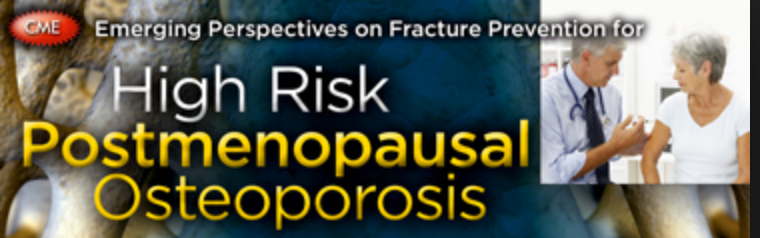 CME
Emerging Perspectives on Fracture Prevention for
High Risk
Postmenopausal
Osteoporosis